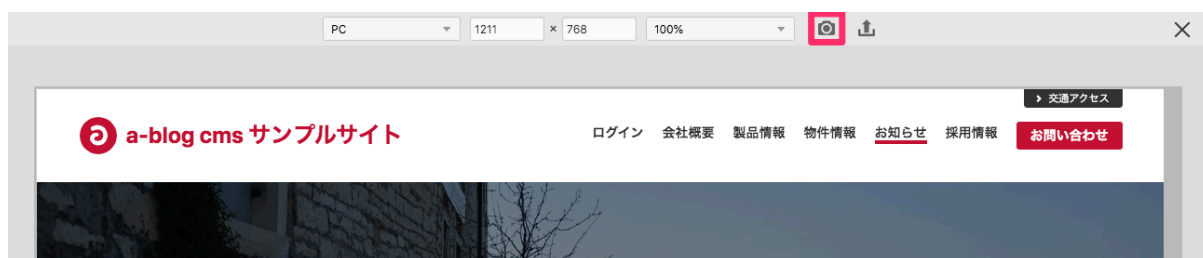 PC 1211 × 768 100%
交通アクセス
a-blog cms サンプルサイト ログイン 会社概要 製品情報 物件情報 お知らせ 採用情報 お問い合わせ